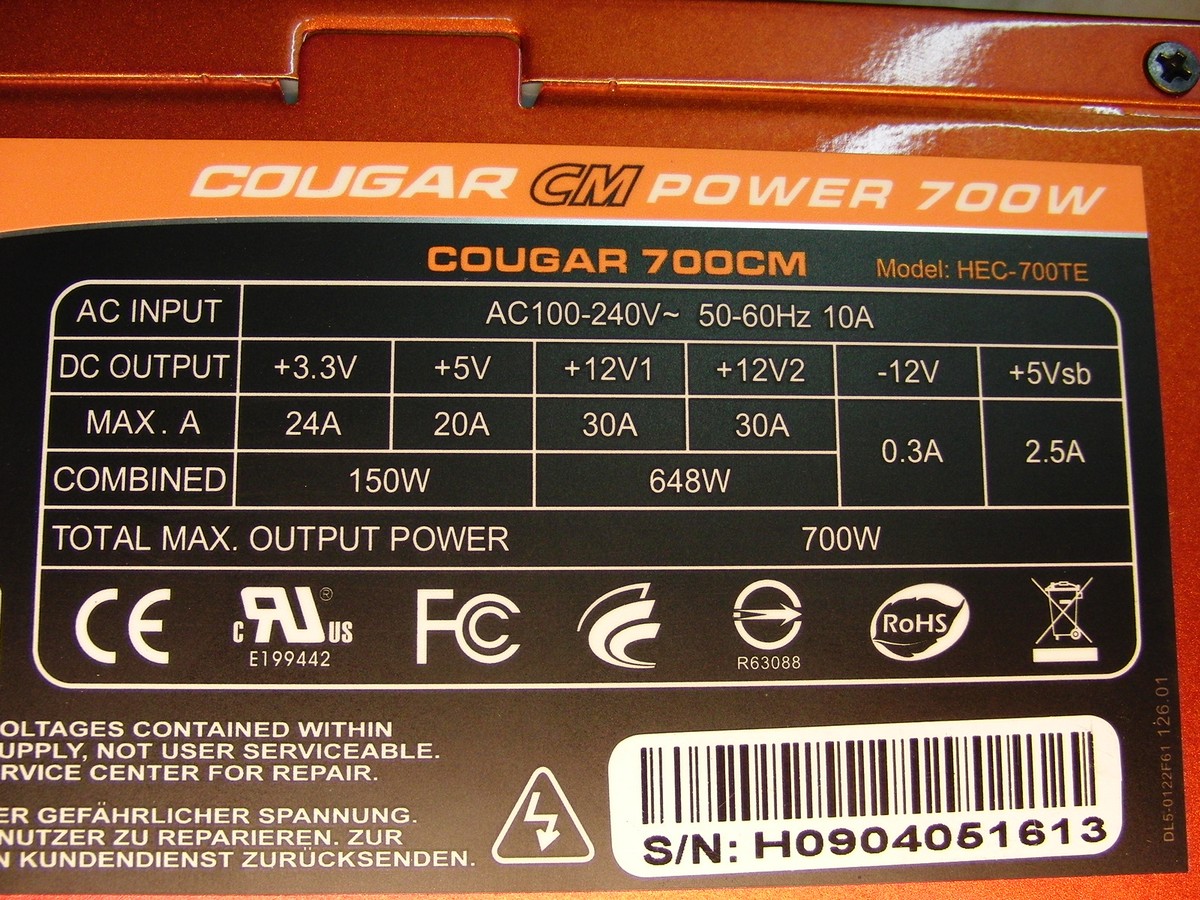 COUGAR CM POWER 700W
COUGAR 700CM Model: HEC-700TE
AC INPUT AC100-240V~ 50-60Hz 10A
DC OUTPUT +3.3V +5V +12V1 +12V2 -12V +5Vsb
MAX. A 24A 20A 30A 30A 0.3A 2.5A
COMBINED 150W 648W
TOTAL MAX. OUTPUT POWER 700W
CE c RU ® US FC RoHS
E199442 R63088
OLTAGES CONTAINED WITHIN
UPPLY, NOT USER SERVICEABLE.
RVICE CENTER FOR REPAIR.
ER GEFÄHRLICHER SPANNUNG.
NUTZER ZU REPARIEREN. ZUR
N KUNDENDIENST ZURÜCKSENDEN.
S/N: H0904051613
DL5-0122F61 126.01